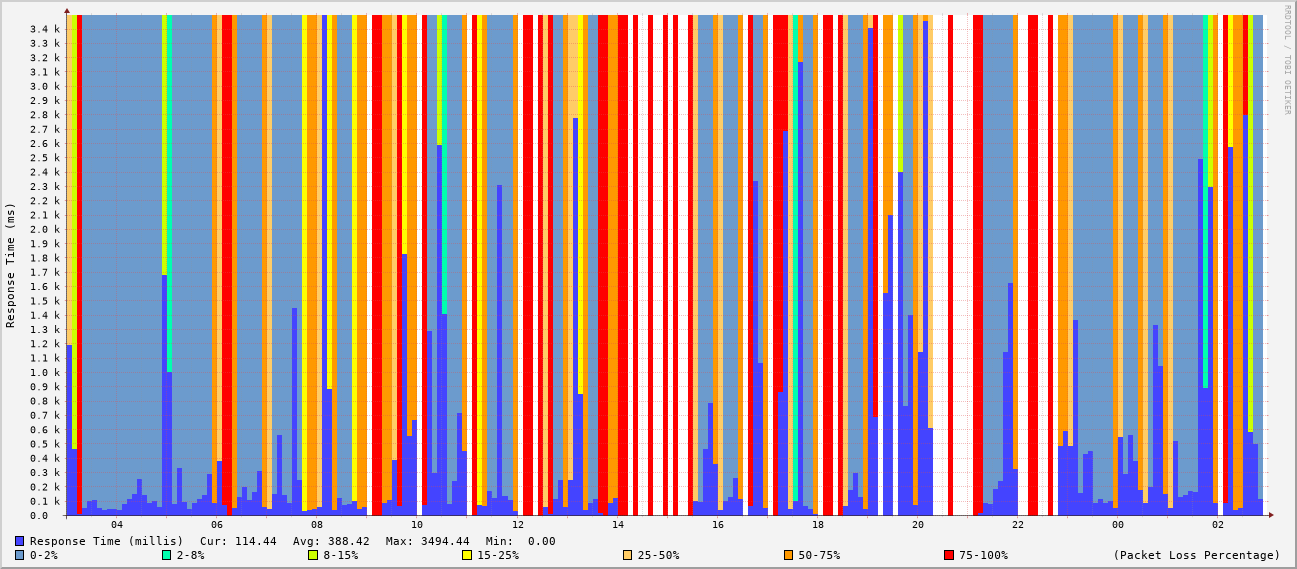 RRDTOOL / TOBI OETIKER
Response Time (ms)
3.4 k
3.3 k
3.2 k
3.1 k
3.0 k
2.9 k
2.8 k
2.7 k
2.6 k
2.5 k
2.4 k
2.3 k
2.2 k
2.1 k
2.0 k
1.9 k
1.8 k
1.7 k
1.6 k
1.5 k
1.4 k
1.3 k
1.2 k
1.1 k
1.0 k
0.9 k
0.8 k
0.7 k
0.6 k
0.5 k
0.4 k
0.3 k
0.2 k
0.1 k
0.0
04 06 08 10 12 14 16 18 20 22 00 02
Response Time (millis) Cur: 114.44 Avg: 388.42 Max: 3494.44 Min: 0.00
0-2% 2-8% 8-15% 15-25% 25-50% 50-75% 75-100% (Packet Loss Percentage)